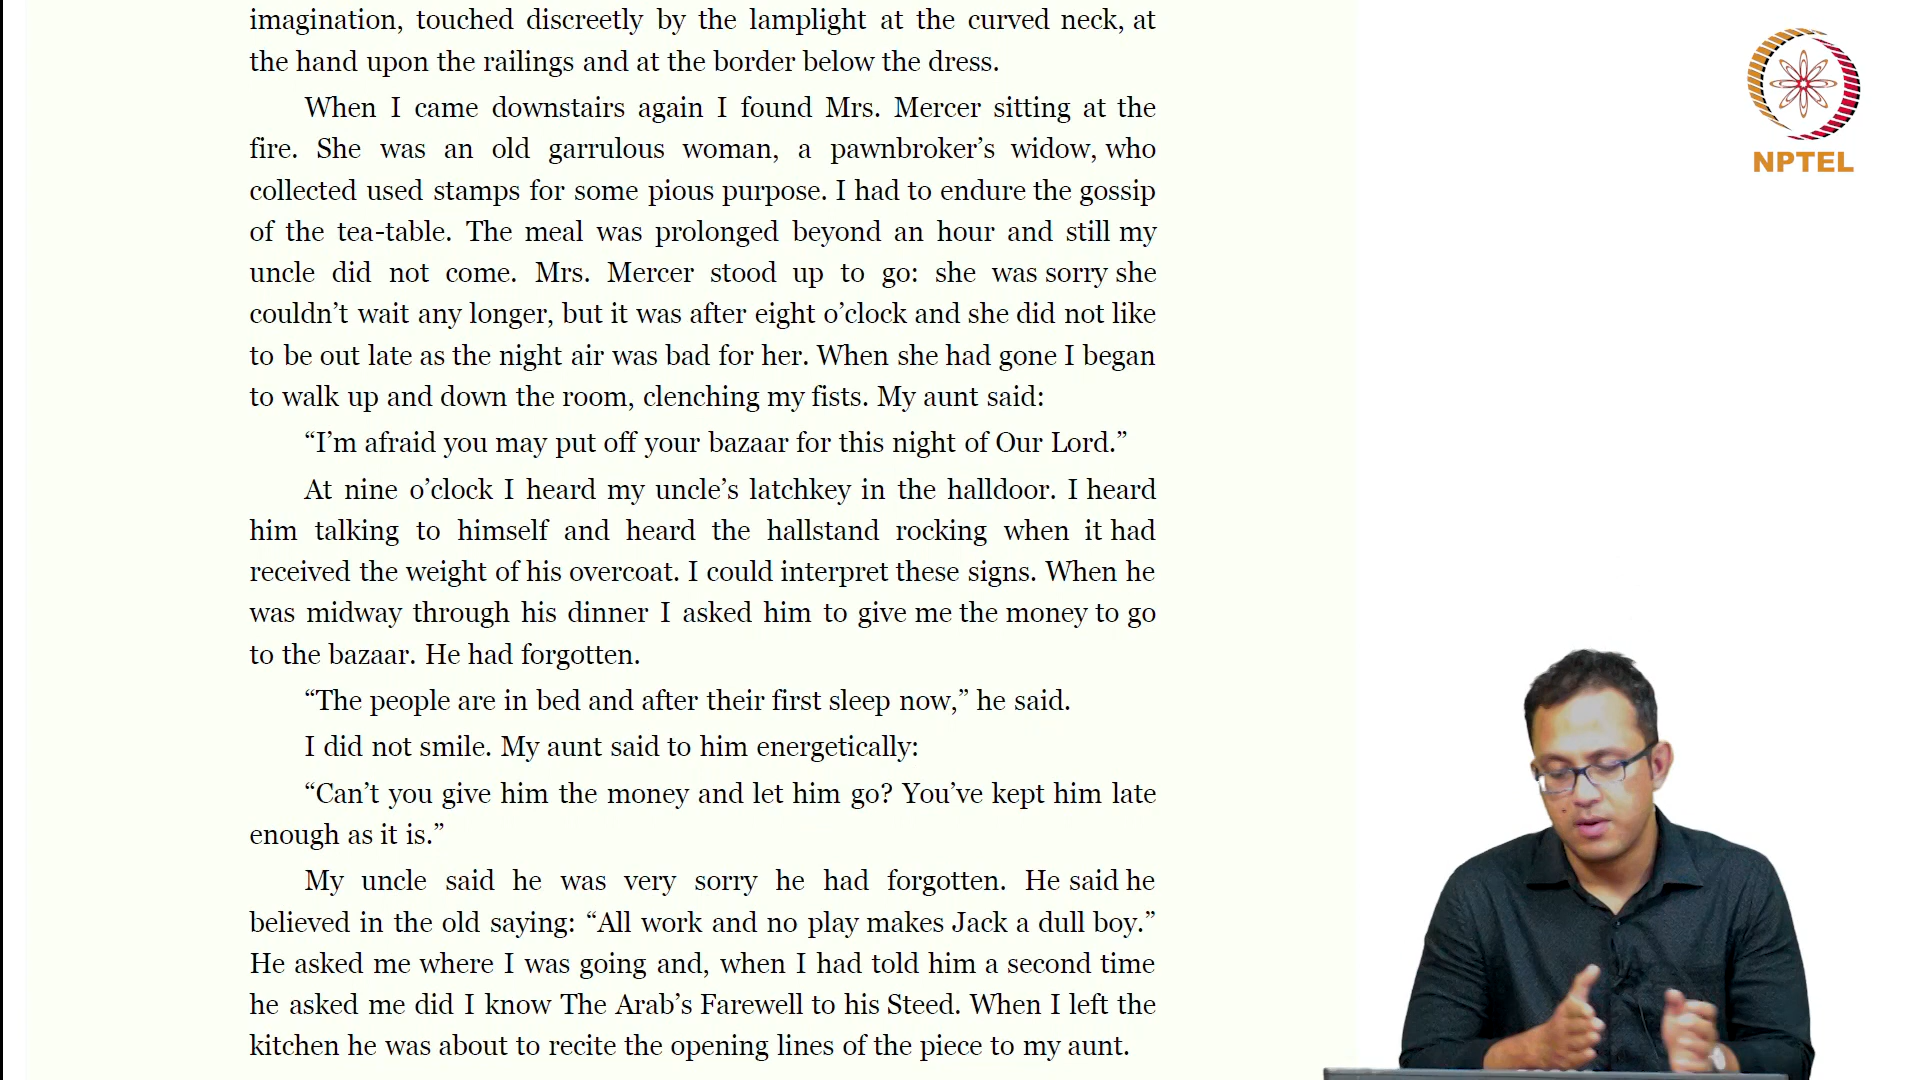 imagination, touched discreetly by the lamplight at the curved neck, at
the hand upon the railings and at the border below the dress.
When I came downstairs again I found Mrs. Mercer sitting at the
fire. She was an old garrulous woman, a pawnbroker’s widow, who
collected used stamps for some pious purpose. I had to endure the gossip
of the tea-table. The meal was prolonged beyond an hour and still my
uncle did not come. Mrs. Mercer stood up to go: she was sorry she
couldn’t wait any longer, but it was after eight o’clock and she did not like
to be out late as the night air was bad for her. When she had gone I began
to walk up and down the room, clenching my fists. My aunt said:
“I’m afraid you may put off your bazaar for this night of Our Lord.”
At nine o’clock I heard my uncle’s latchkey in the halldoor. I heard
him talking to himself and heard the hallstand rocking when it had
received the weight of his overcoat. I could interpret these signs. When he
was midway through his dinner I asked him to give me the money to go
to the bazaar. He had forgotten.
“The people are in bed and after their first sleep now,” he said.
I did not smile. My aunt said to him energetically:
“Can’t you give him the money and let him go? You’ve kept him late
enough as it is.”
My uncle said he was very sorry he had forgotten. He said he
believed in the old saying: “All work and no play makes Jack a dull boy.”
He asked me where I was going and, when I had told him a second time
he asked me did I know The Arab’s Farewell to his Steed. When I left the
kitchen he was about to recite the opening lines of the piece to my aunt.
NPTEL